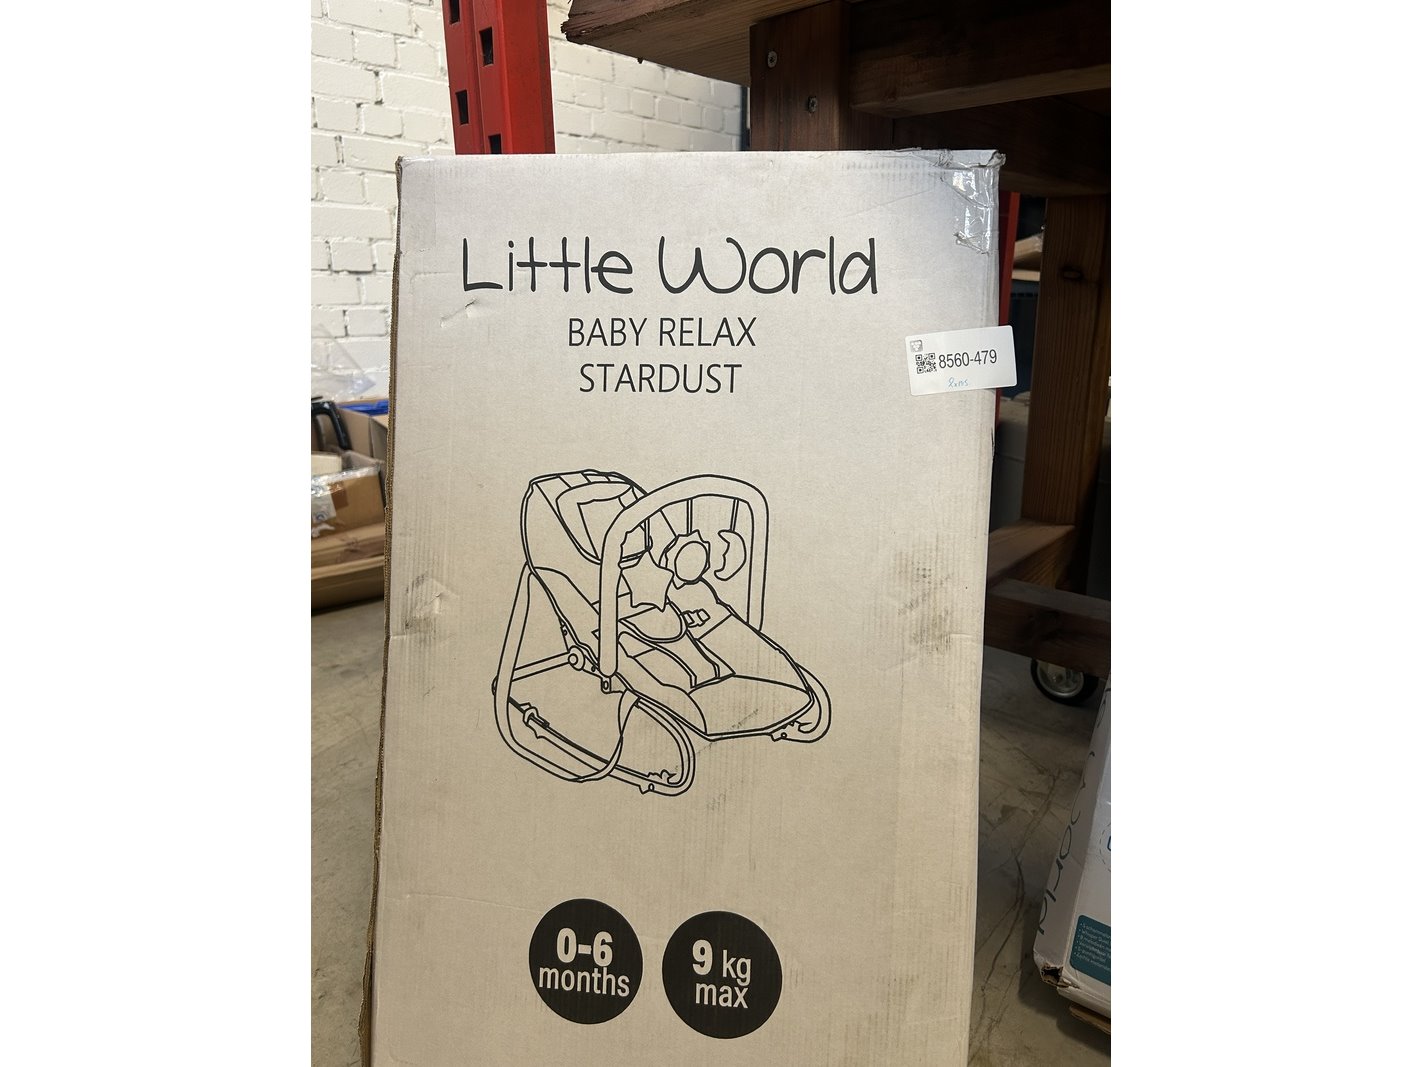 Little World
BABY RELAX
STARDUST
8560-479
0-6
months
9 kg
max